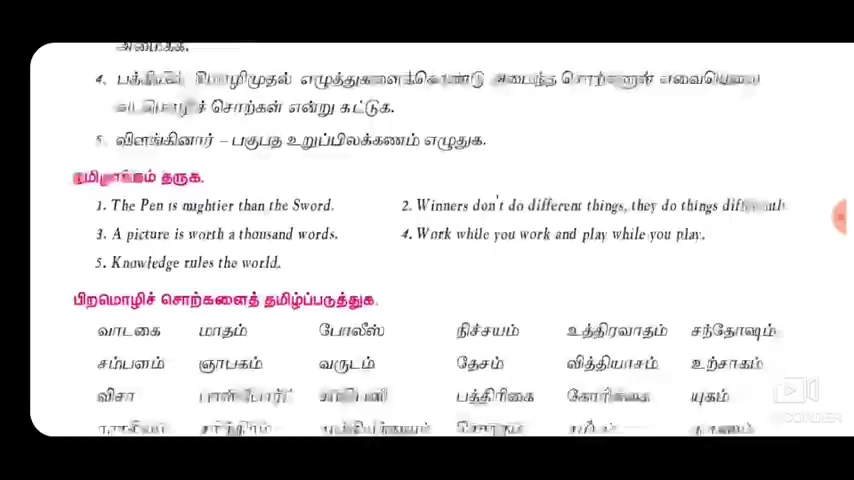 அமைக்க.
4. பத்தியில் மொழிமுதல் எழுத்துகளைக்கொண்டு அமைந்த சொற்களுள் எவையெவை
வடமொழிச் சொற்கள் என்று சுட்டுக.
5. விளங்கினார் – பகுபத உறுப்பிலக்கணம் எழுதுக.
தமிழாக்கம் தருக.
1. The Pen is mightier than the Sword. 2. Winners don't do different things, they do things differently.
3. A picture is worth a thousand words. 4. Work while you work and play while you play.
5. Knowledge rules the world.
பிறமொழிச் சொற்களைத் தமிழ்ப்படுத்துக.
வாடகை மாதம் போலீஸ் நிச்சயம் உத்திரவாதம் சந்தோஷம்
சம்பளம் ஞாபகம் வருடம் தேசம் வித்தியாசம் உற்சாகம்
விசா பாஸ்போர்ட் கம்பெனி பத்திரிகை கோரிக்கை யுகம்